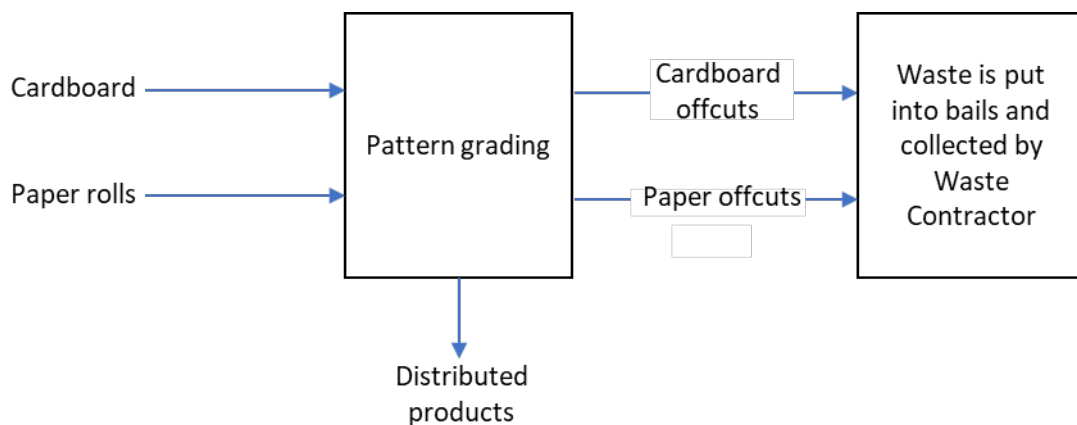 Cardboard
Paper rolls
Pattern grading
Cardboard
offcuts
Paper offcuts
Waste is put
into bails and
collected by
Waste
Contractor
Distributed
products